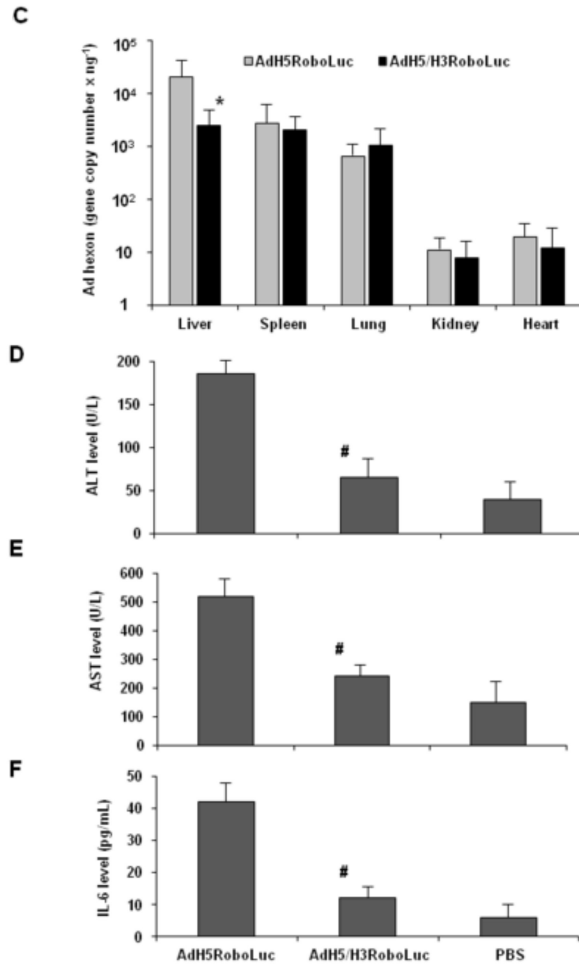 C
Ad hexon (gene copy number x ng⁻¹)
10⁵
10⁴
10³
10²
10
1
AdH5RoboLuc AdH5/H3RoboLuc
*
Liver Spleen Lung Kidney Heart
D
ALT level (U/L)
200
150
100
50
0
#
E
AST level (U/L)
600
500
400
300
200
100
0
#
F
IL-6 level (pg/mL)
50
40
30
20
10
0
#
AdH5RoboLuc AdH5/H3RoboLuc PBS